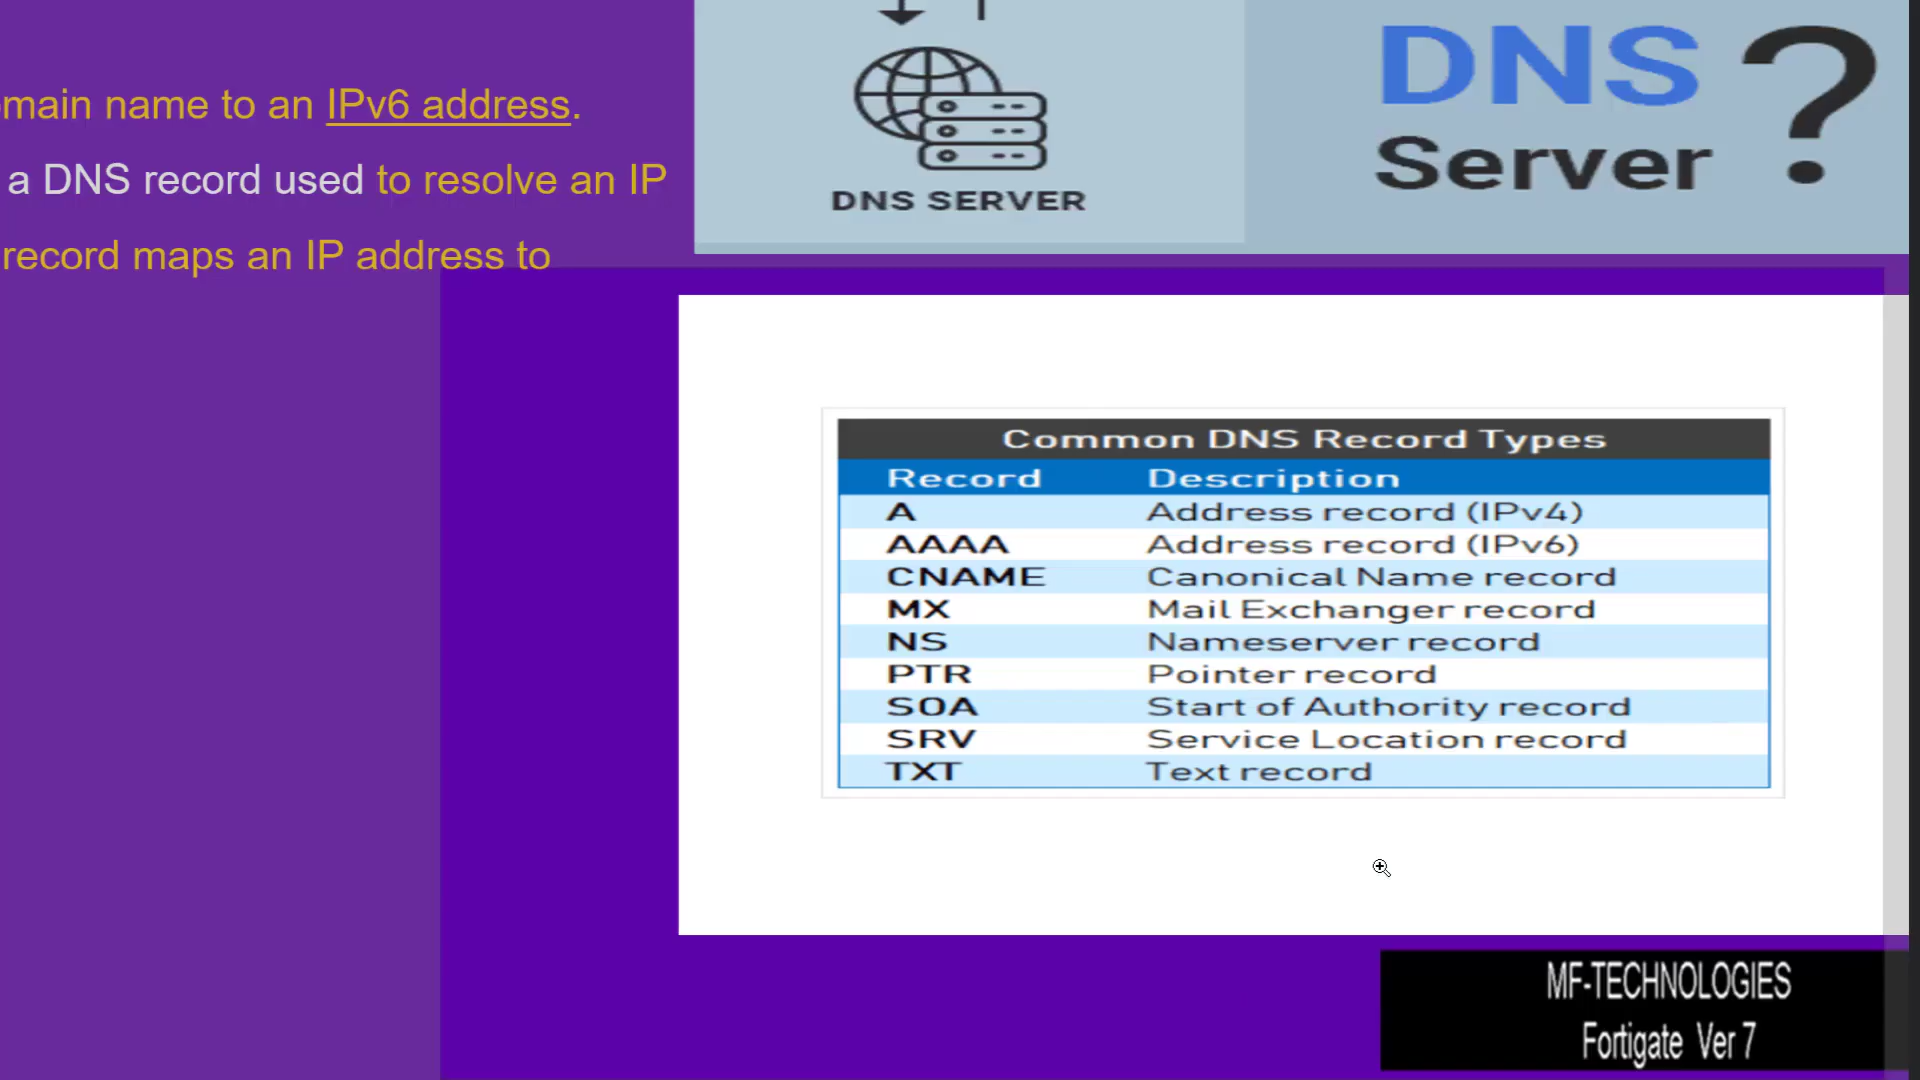 main name to an IPv6 address.
a DNS record used to resolve an IP
record maps an IP address to
DNS SERVER
DNS
Server ?
Common DNS Record Types
Record Description
A Address record (IPv4)
AAAA Address record (IPv6)
CNAME Canonical Name record
MX Mail Exchanger record
NS Nameserver record
PTR Pointer record
SOA Start of Authority record
SRV Service Location record
TXT Text record
MF-TECHNOLOGIES
Fortigate Ver 7